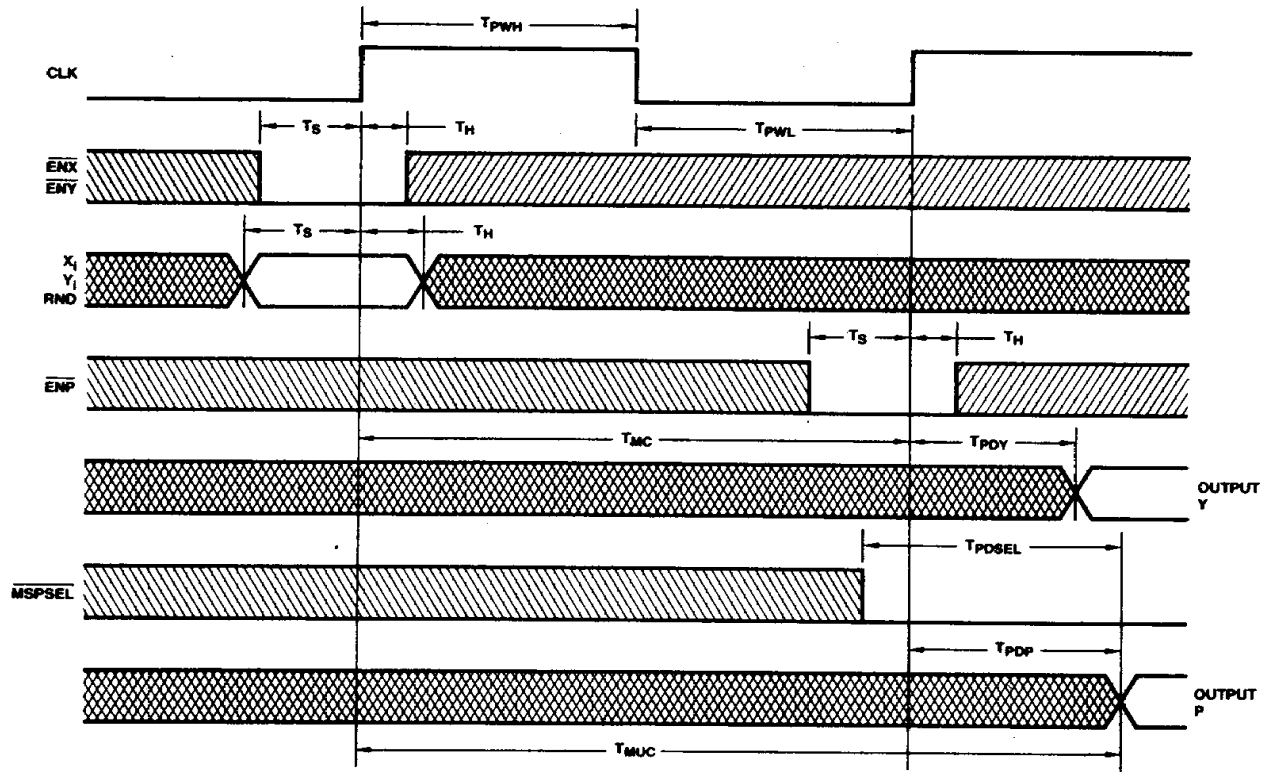 TPWH
CLK
TS TH TPWL
ENX
ENY
TS TH
Xi
Yi
RND
TS TH
ENP
TMC TPDY
OUTPUT
Y
TPDSEL
MSPSEL
TPDP
OUTPUT
P
TMUC